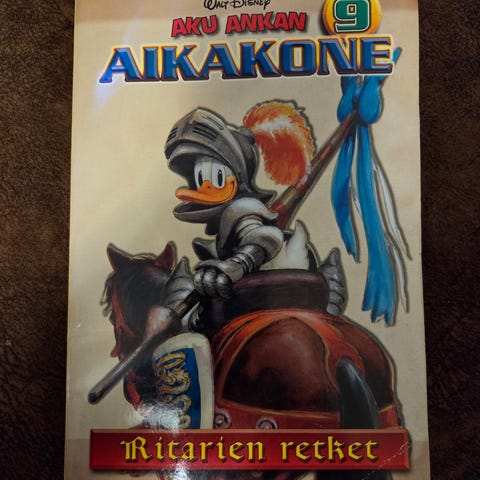 Walt Disney
AKU ANKAN
9
AIKAKONE
Ritarien retket